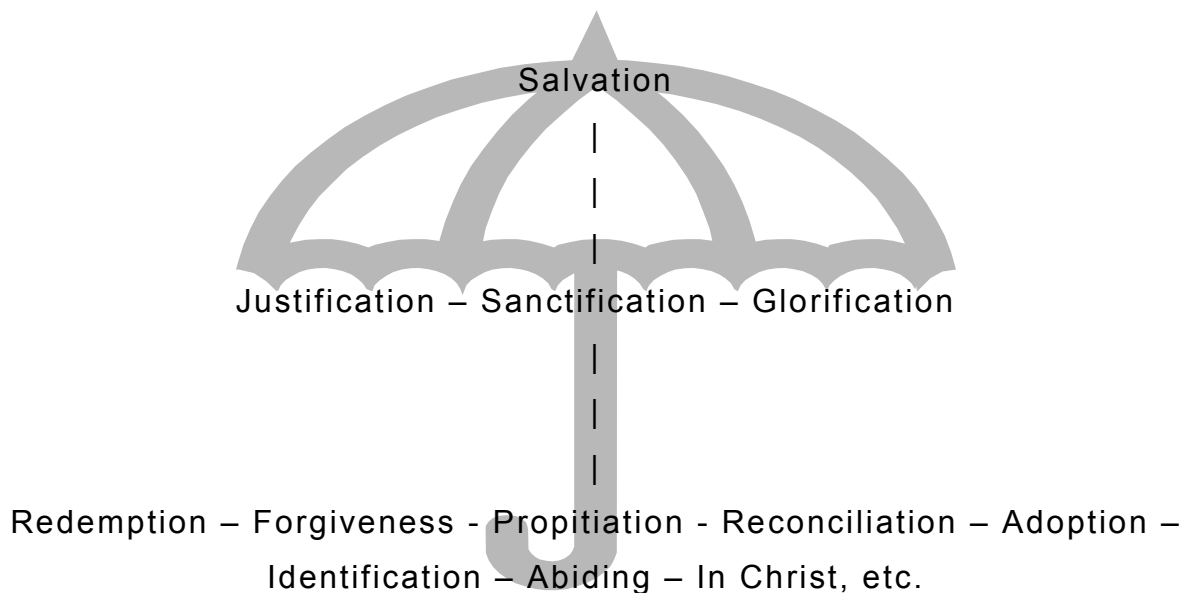 Salvation
|
|
|
Justification – Sanctification – Glorification
|
|
|
Redemption – Forgiveness - Propitiation - Reconciliation – Adoption –
Identification – Abiding – In Christ, etc.